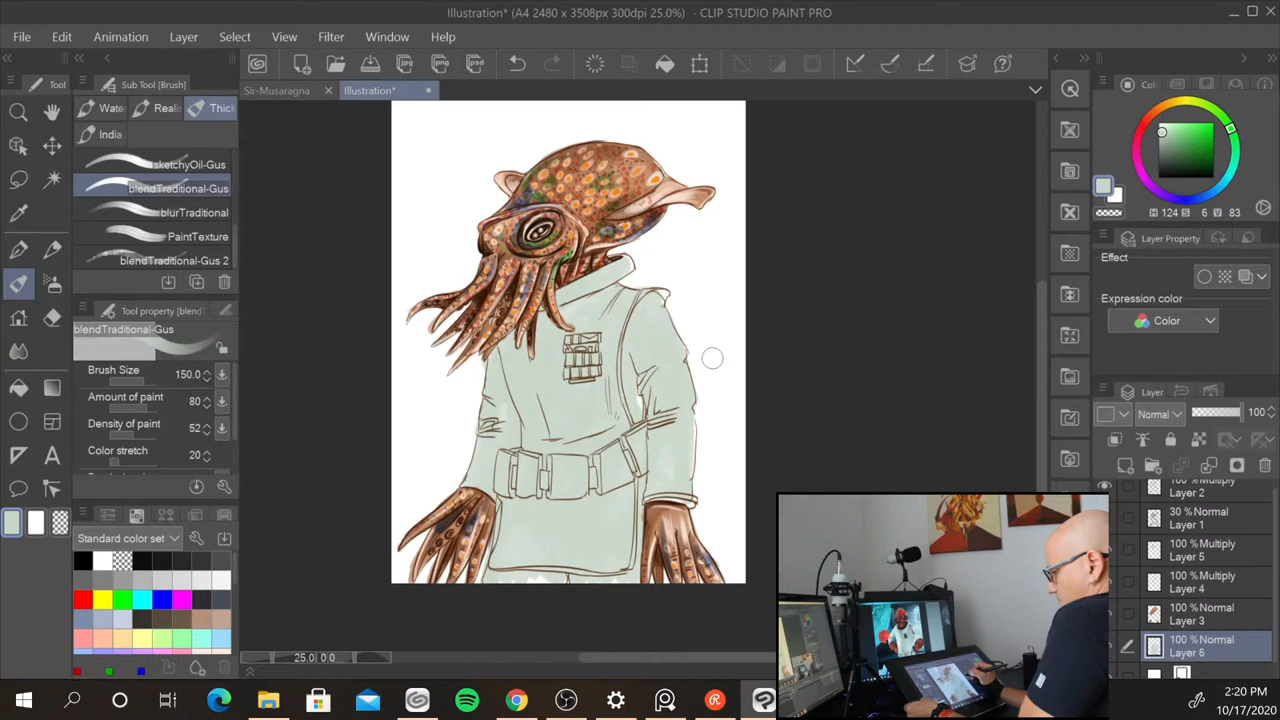 Illustration* (A4 2480 x 3508px 300dpi 25.0%) - CLIP STUDIO PAINT PRO
File Edit Animation Layer Select View Filter Window Help
Tool
Sub Tool [Brush]
Sir-Musaragna
Illustration*
Wate
Reali
Thick
India
sketchyOil-Gus
blendTraditional-Gus
blurTraditional
PaintTexture
blendTraditional-Gus 2
Tool property [blend
blendTraditional-Gus
Brush Size 150.0
Amount of paint 80
Density of paint 52
Color stretch 20
Standard color set
25.0 0.0
H 124 S 6 V 83
Layer Property
Effect
Expression color
Color
Layer
Normal 100
100 % Multiply
Layer 2
30 % Normal
Layer 1
100 % Multiply
Layer 5
100 % Multiply
Layer 4
100 % Normal
Layer 3
100 % Normal
Layer 6
2:20 PM
10/17/2020